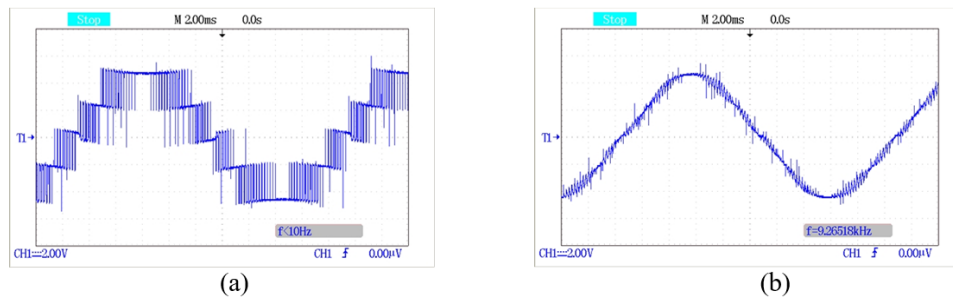 Stop M 2.00ms 0.0s
T1
f<10Hz
CH1 2.00V CH1 0.00µV
(a)
Stop M 2.00ms 0.0s
T1
f=9.26518kHz
CH1 2.00V CH1 0.00µV
(b)